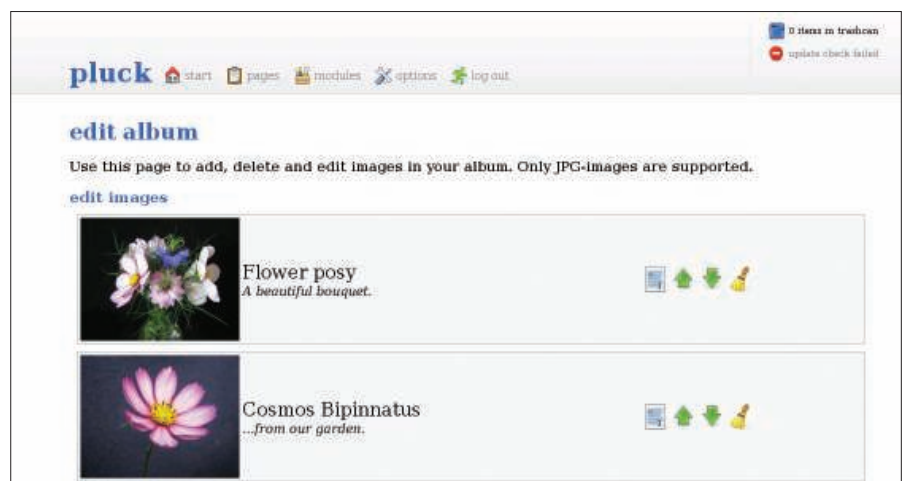 0 items in trashcan
update check failed
pluck start pages modules options log out
edit album
Use this page to add, delete and edit images in your album. Only JPG-images are supported.
edit images
Flower posy
A beautiful bouquet.
Cosmos Bipinnatus
...from our garden.